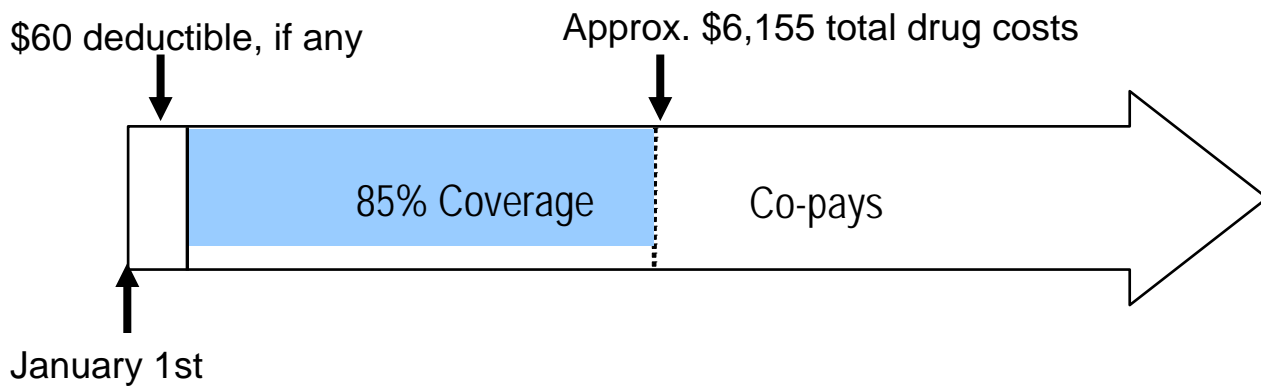 $60 deductible, if any
Approx. $6,155 total drug costs
85% Coverage
Co-pays
January 1st